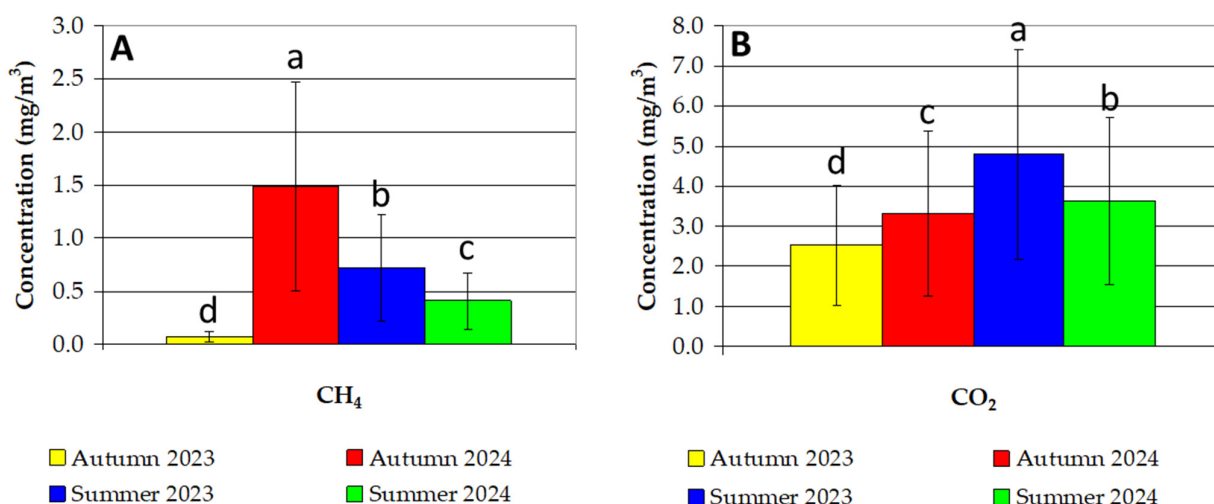 A
Concentration (mg/m³)
3.0
2.5
2.0
1.5
1.0
0.5
0.0
d
a
b
c
CH₄
Autumn 2023
Autumn 2024
Summer 2023
Summer 2024
B
Concentration (mg/m³)
8.0
7.0
6.0
5.0
4.0
3.0
2.0
1.0
0.0
d
c
a
b
CO₂
Autumn 2023
Autumn 2024
Summer 2023
Summer 2024